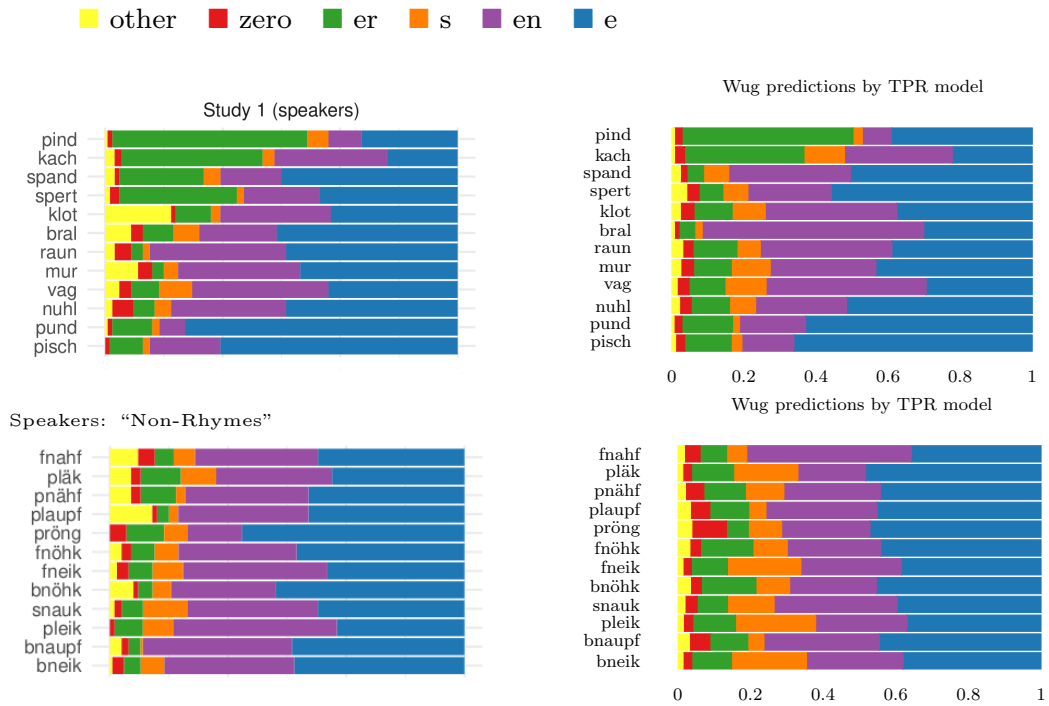 other zero er s en e
Study 1 (speakers)
pind
kach
spand
spert
klot
bral
raun
mur
vag
nuhl
pund
pisch
Wug predictions by TPR model
pind
kach
spand
spert
klot
bral
raun
mur
vag
nuhl
pund
pisch
0 0.2 0.4 0.6 0.8 1
Speakers: “Non-Rhymes”
fnahf
pläk
pnähf
plaupf
pröng
fnöhk
fneik
bnöhk
snauk
pleik
bnaupf
bneik
Wug predictions by TPR model
fnahf
pläk
pnähf
plaupf
pröng
fnöhk
fneik
bnöhk
snauk
pleik
bnaupf
bneik
0 0.2 0.4 0.6 0.8 1